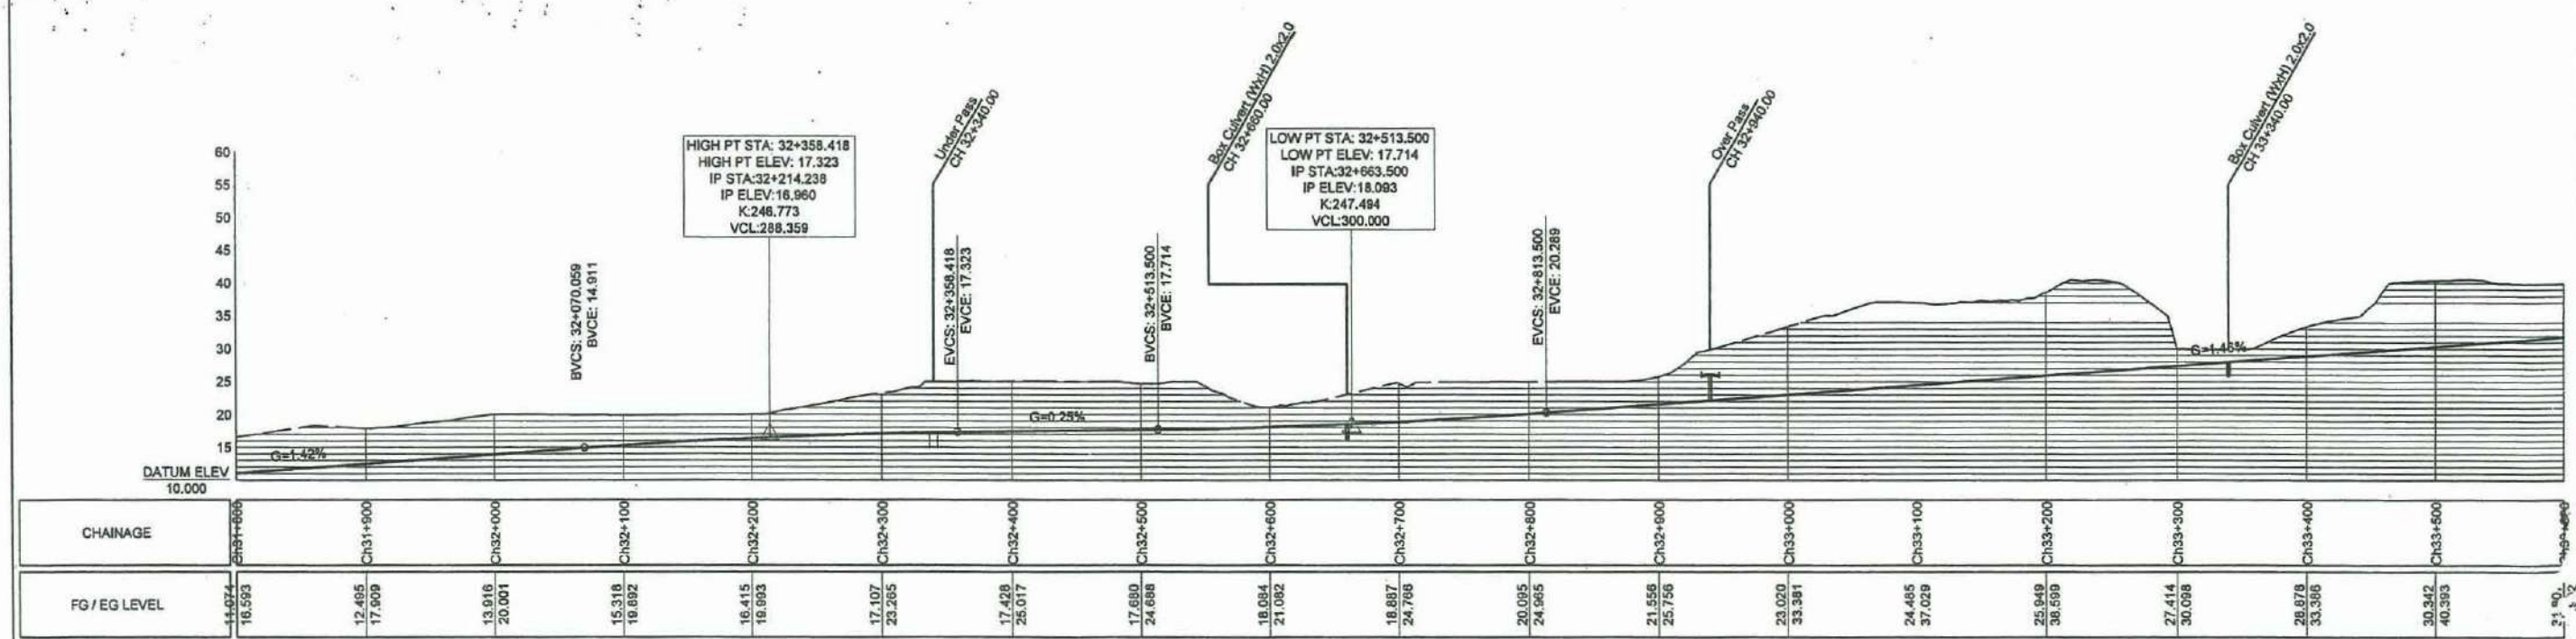 Under Pass
CH 32+340.00
Box Culvert (WxH) 2.0x2.0
CH 32+660.00
Over Pass
CH 32+940.00
Box Culvert (WxH) 2.0x2.0
CH 33+340.00
HIGH PT STA: 32+358.418
HIGH PT ELEV: 17.323
IP STA:32+214.238
IP ELEV:16.960
K:246.773
VCL:288.359
LOW PT STA: 32+513.500
LOW PT ELEV: 17.714
IP STA:32+663.500
IP ELEV:18.093
K:247.494
VCL:300.000
60
55
50
45
40
35
30
25
20
15
DATUM ELEV
10.000
BVCS: 32+070.059
BVCE: 14.911
EVCS: 32+358.418
EVCE: 17.323
BVCS: 32+513.500
BVCE: 17.714
EVCS: 32+813.500
EVCE: 20.289
G=1.42%
G=0.25%
G=1.46%
CHAINAGE
Ch31+800
Ch31+900
Ch32+000
Ch32+100
Ch32+200
Ch32+300
Ch32+400
Ch32+500
Ch32+600
Ch32+700
Ch32+800
Ch32+900
Ch33+000
Ch33+100
Ch33+200
Ch33+300
Ch33+400
Ch33+500
FG / EG LEVEL
11.074
16.593
12.495
17.909
13.916
20.001
15.318
19.892
16.415
19.993
17.107
23.265
17.428
25.017
17.680
24.688
18.084
21.082
18.887
24.766
20.095
24.965
21.556
25.756
23.020
33.381
24.485
37.029
25.949
38.599
27.414
30.098
28.878
33.386
30.342
40.393